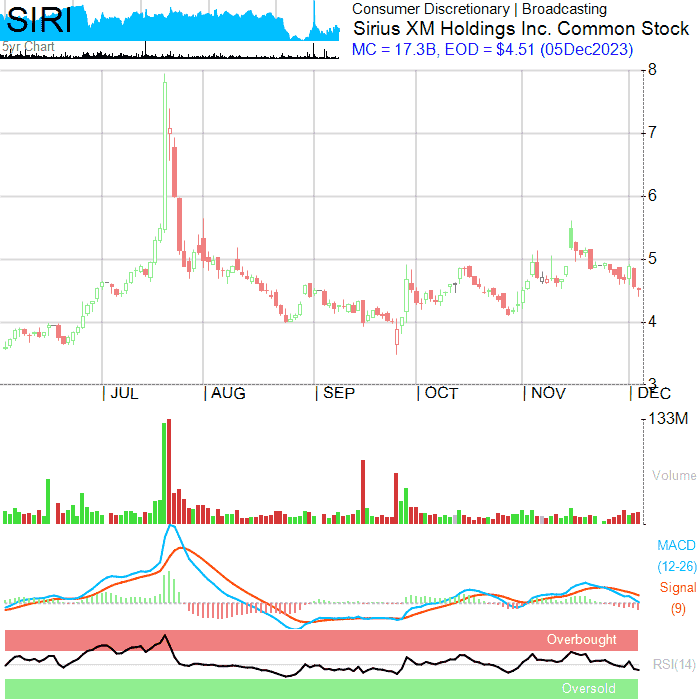 SIRI
5yr Chart
Consumer Discretionary | Broadcasting
Sirius XM Holdings Inc. Common Stock
MC = 17.3B, EOD = $4.51 (05Dec2023)
8
7
6
5
4
3
| JUL | AUG | SEP | OCT | NOV | DEC
133M
Volume
MACD
(12-26)
Signal
(9)
Overbought
RSI(14)
Oversold